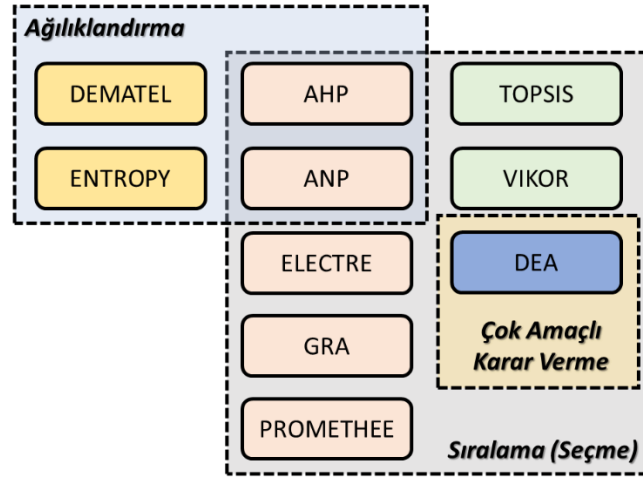 Ağılıklandırma
DEMATEL
AHP
TOPSIS
ENTROPY
ANP
VIKOR
ELECTRE
DEA
GRA
Çok Amaçlı
Karar Verme
PROMETHEE
Sıralama (Seçme)